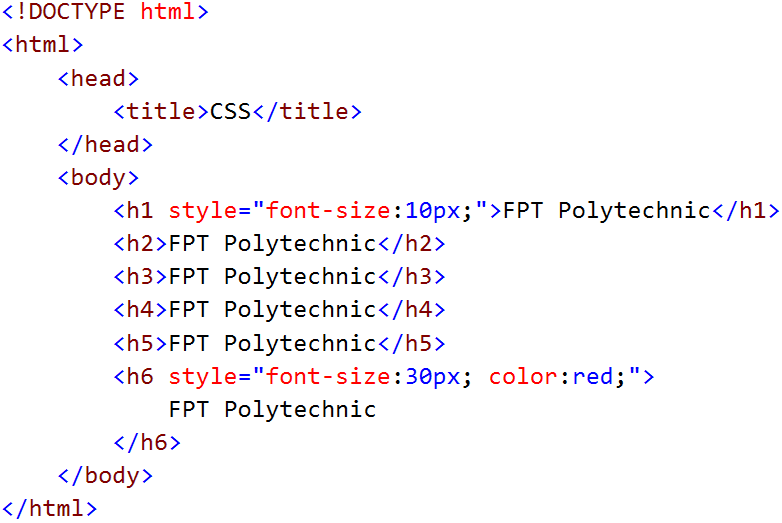 <!DOCTYPE html>
<html>
    <head>
        <title>CSS</title>
    </head>
    <body>
        <h1 style="font-size:10px;">FPT Polytechnic</h1>
        <h2>FPT Polytechnic</h2>
        <h3>FPT Polytechnic</h3>
        <h4>FPT Polytechnic</h4>
        <h5>FPT Polytechnic</h5>
        <h6 style="font-size:30px; color:red;">
            FPT Polytechnic
        </h6>
    </body>
</html>